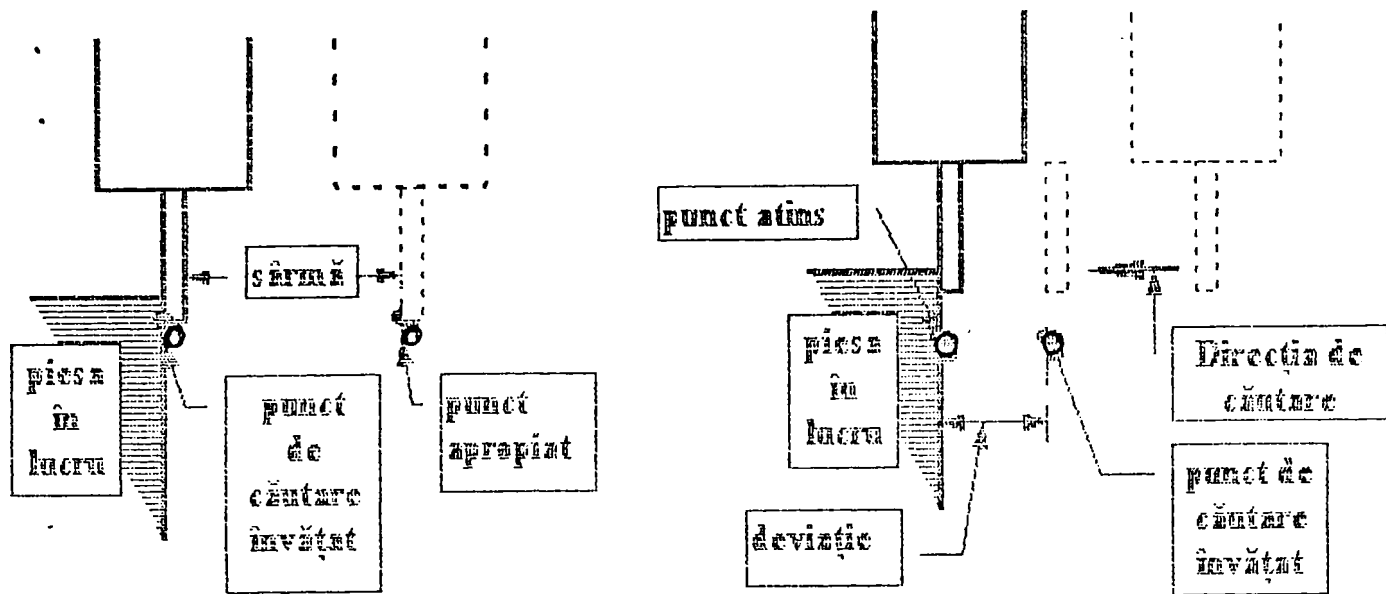 sârmă
piesa
în
lucru
punct
de
căutare
învățat
punct
apropiat
punct atins
piesa
în
lucru
Direcția de
căutare
deviație
punct de
căutare
învățat